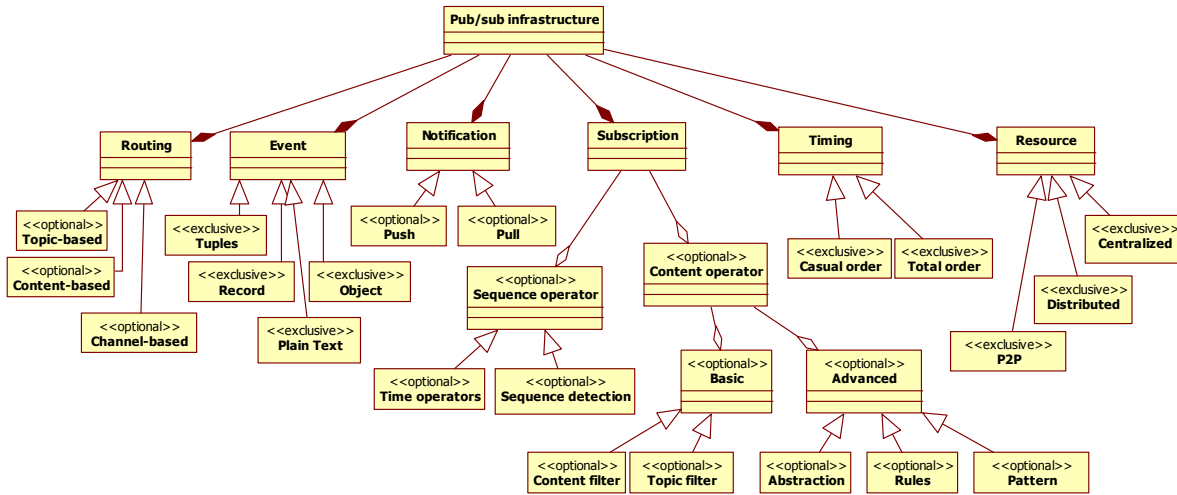 Pub/sub infrastructure
Routing
Event
Notification
Subscription
Timing
Resource
<<optional>>
Topic-based
<<optional>>
Content-based
<<optional>>
Channel-based
<<exclusive>>
Tuples
<<exclusive>>
Record
<<exclusive>>
Object
<<exclusive>>
Plain Text
<<optional>>
Push
<<optional>>
Pull
<<optional>>
Sequence operator
<<optional>>
Content operator
<<exclusive>>
Casual order
<<exclusive>>
Total order
<<exclusive>>
Centralized
<<exclusive>>
Distributed
<<exclusive>>
P2P
<<optional>>
Time operators
<<optional>>
Sequence detection
<<optional>>
Basic
<<optional>>
Advanced
<<optional>>
Content filter
<<optional>>
Topic filter
<<optional>>
Abstraction
<<optional>>
Rules
<<optional>>
Pattern